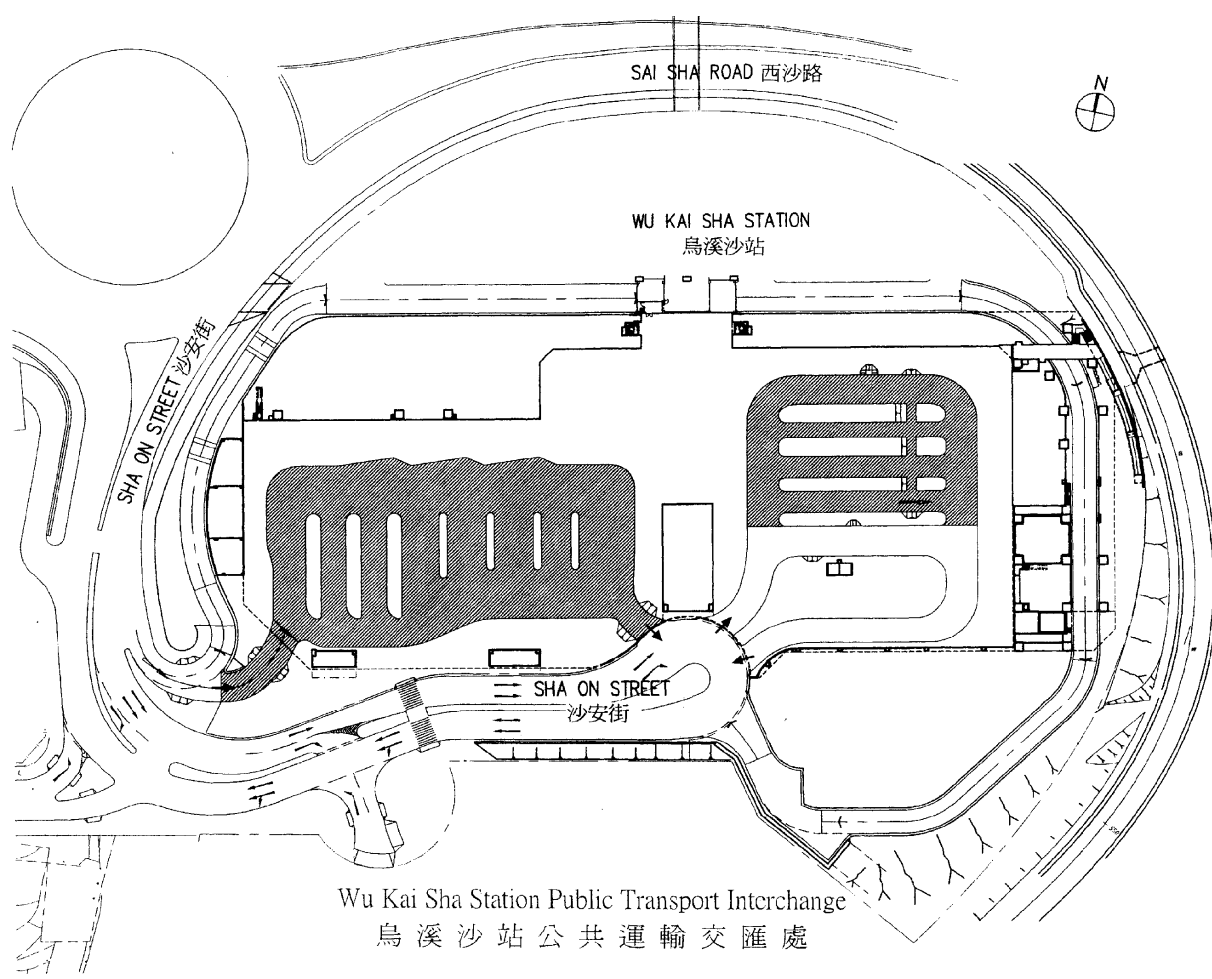 SAI SHA ROAD 西沙路
N
WU KAI SHA STATION
烏溪沙站
SHA ON STREET 沙安街
SHA ON STREET
沙安街
Wu Kai Sha Station Public Transport Interchange
烏溪沙站公共運輸交匯處